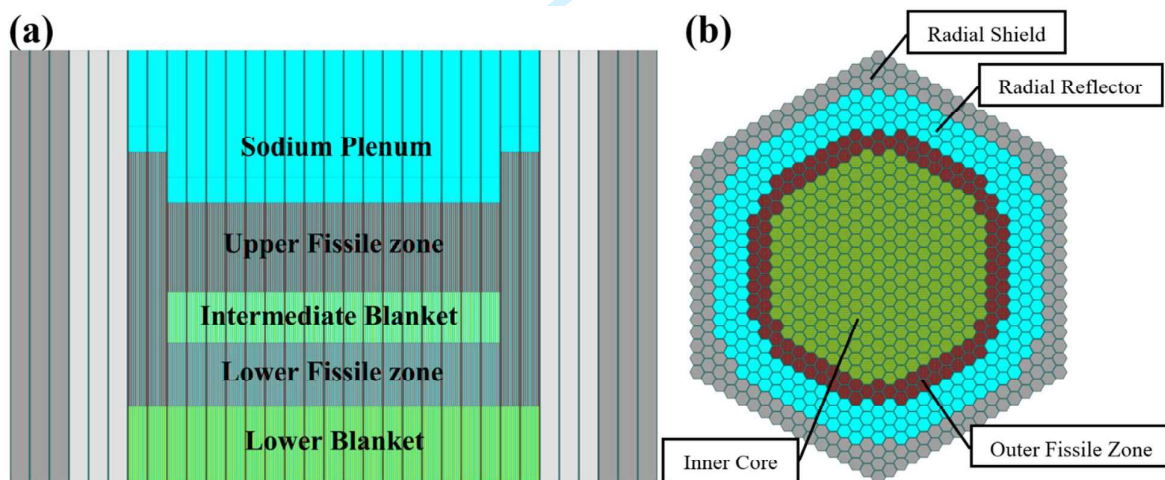 (a)
Sodium Plenum
Upper Fissile zone
Intermediate Blanket
Lower Fissile zone
Lower Blanket
(b)
Radial Shield
Radial Reflector
Inner Core
Outer Fissile Zone